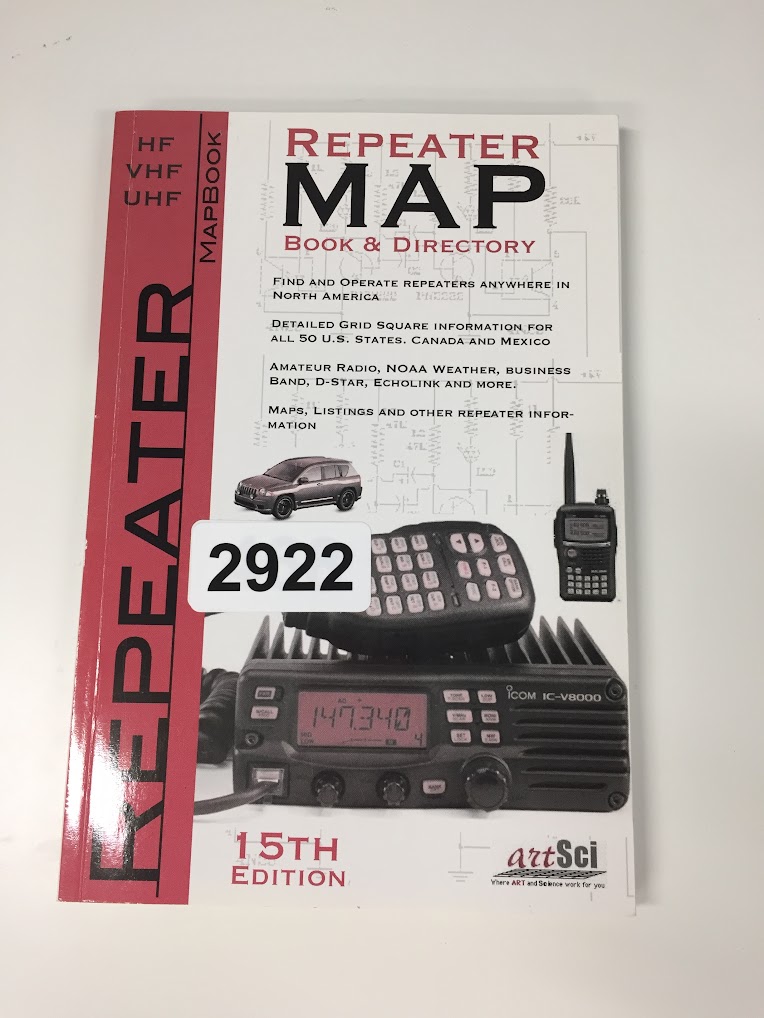 HF
VHF
UHF
MAPBOOK
REPEATER
REPEATER
MAP
BOOK & DIRECTORY
FIND AND OPERATE REPEATERS ANYWHERE IN
NORTH AMERICA
DETAILED GRID SQUARE INFORMATION FOR
ALL 50 U.S. STATES. CANADA AND MEXICO
AMATEUR RADIO, NOAA WEATHER, BUSINESS
BAND, D-STAR, ECHOLINK AND MORE.
MAPS, LISTINGS AND OTHER REPEATER INFOR-
MATION
2922
ICOM IC-V8000
147.340
4
15TH
EDITION
artSci
Where ART and Science work for you